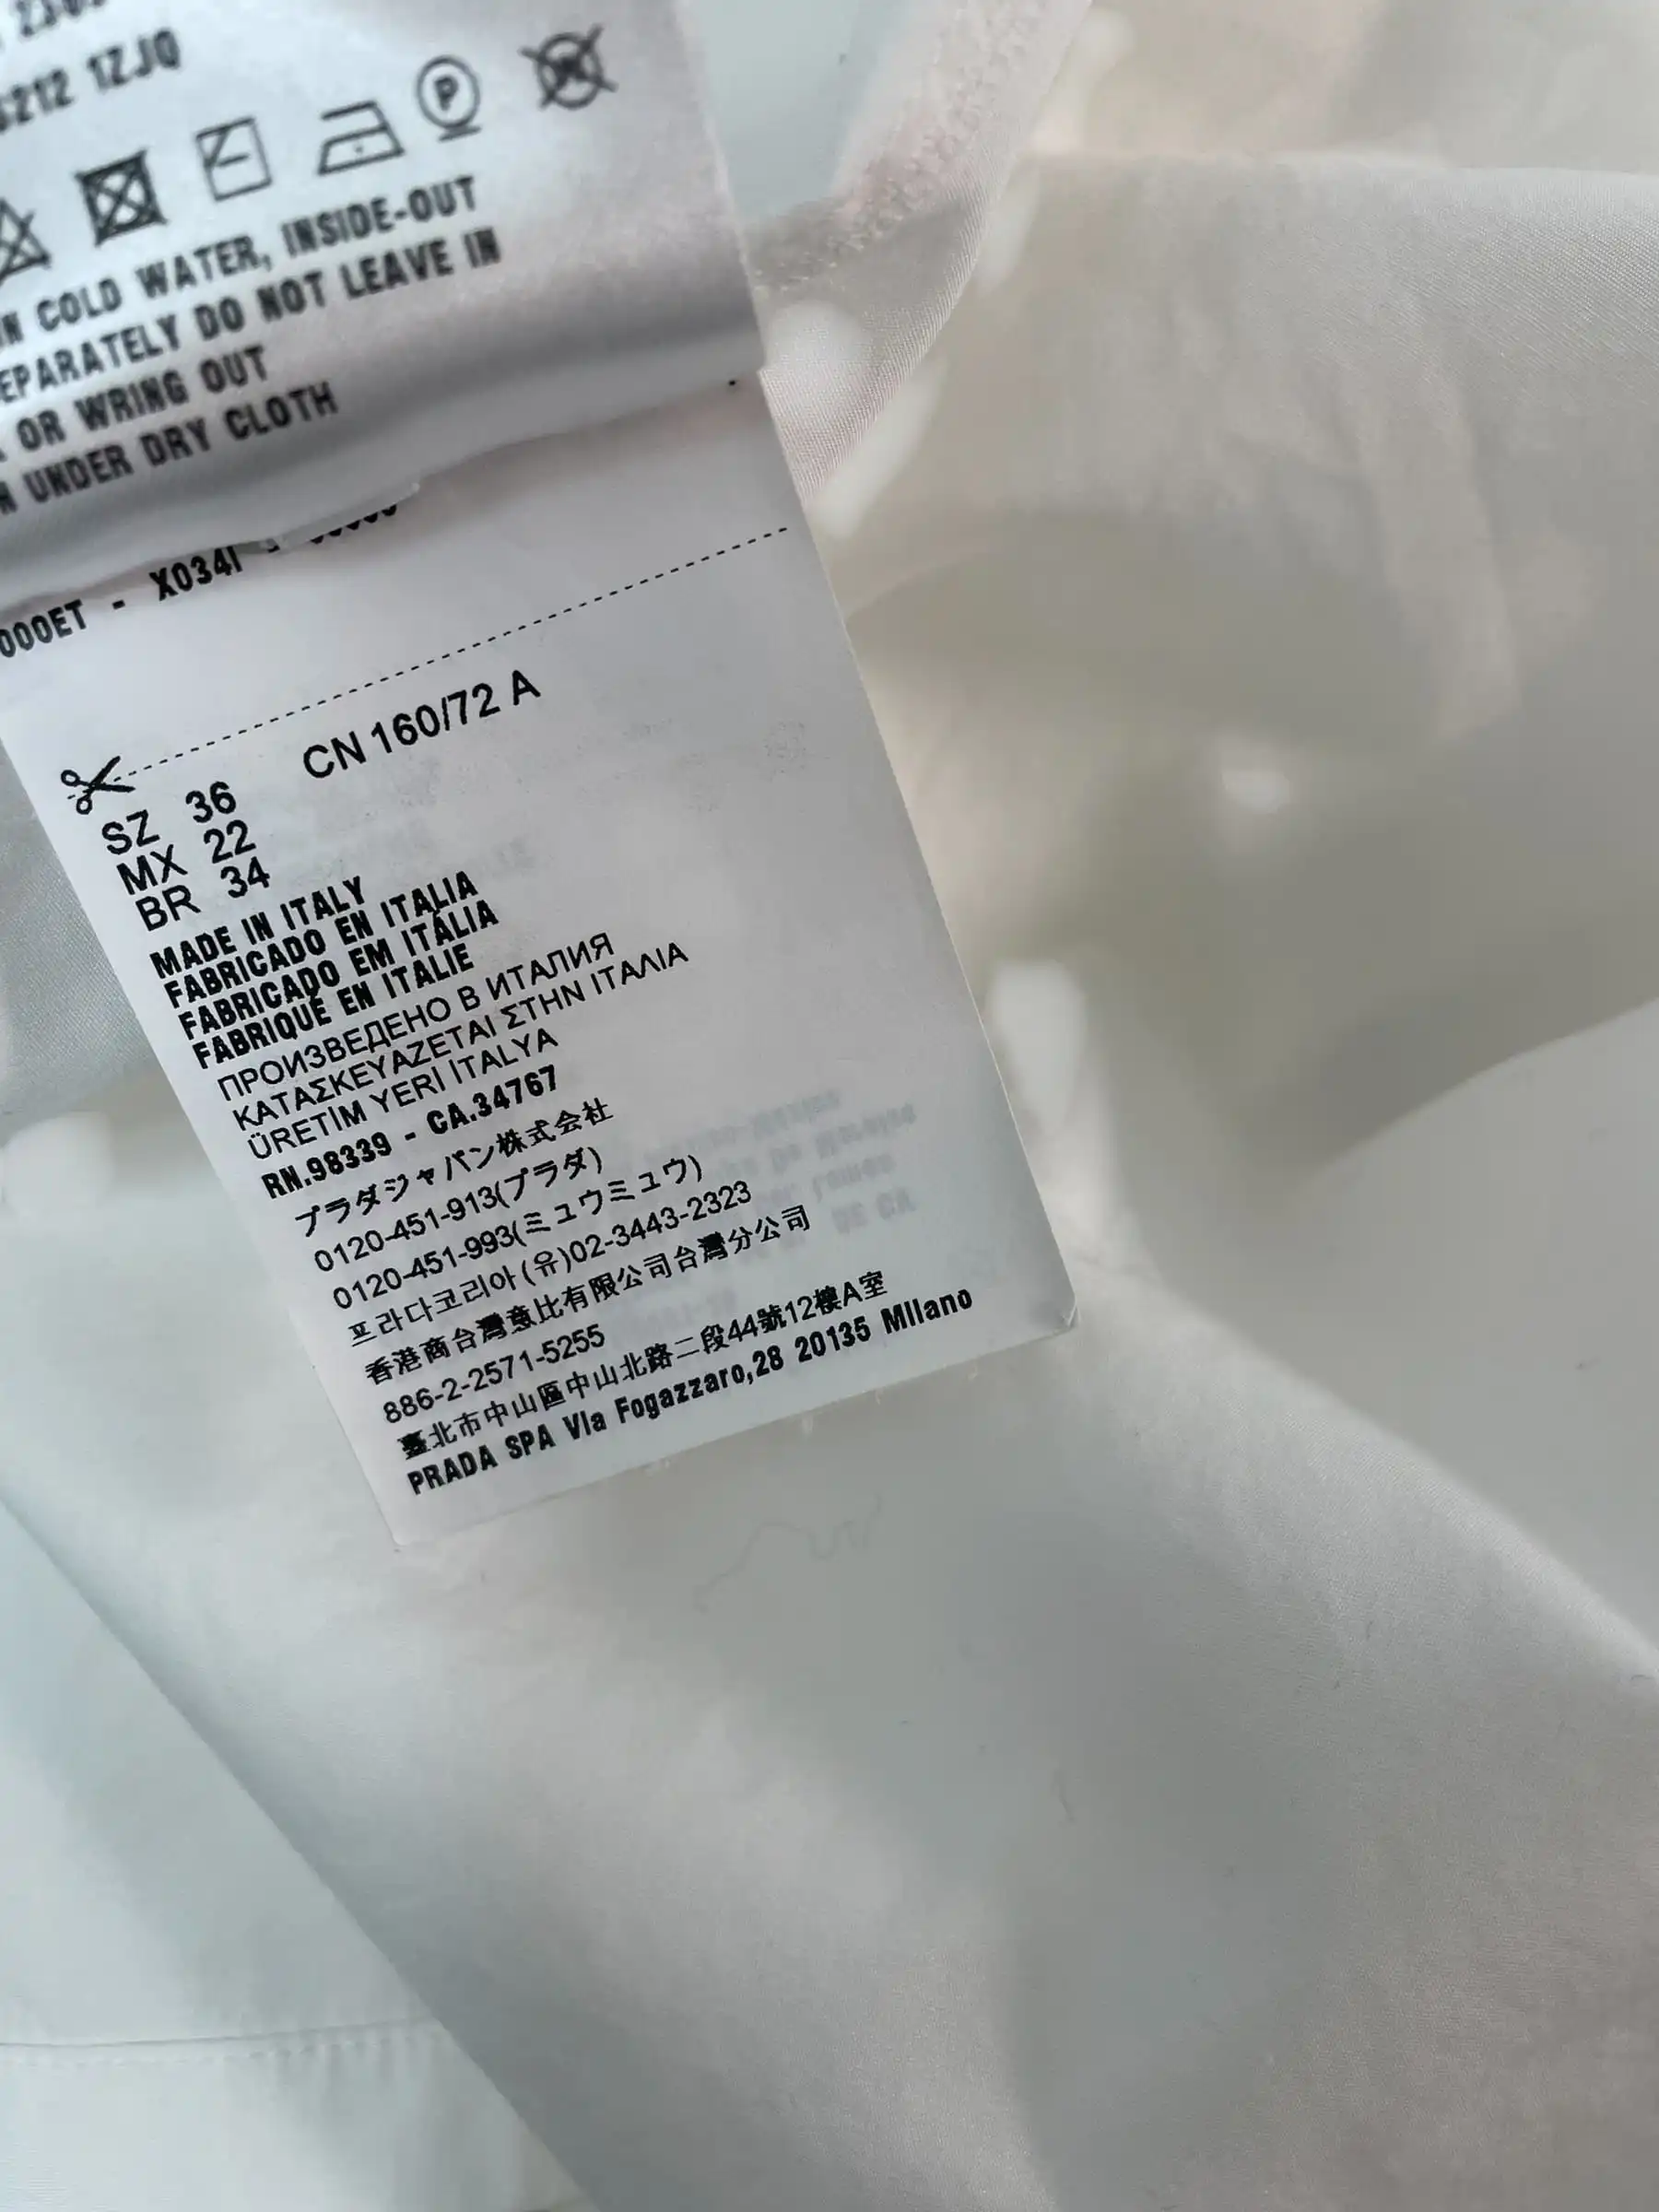 1ZJQ
COLD WATER, INSIDE-OUT
DO NOT LEAVE IN
OR WRING OUT
UNDER DRY CLOTH
000ET - X034I
CN 160/72 A
SZ 36
MX 22
BR 34
MADE IN ITALY
FABRICADO EN ITALIA
FABRICADO EM ITÁLIA
FABRIQUÉ EN ITALIE
ПРОИЗВЕДЕНО В ИТАЛИЯ
ΚΑΤΑΣΚΕΥΑΖΕΤΑΙ ΣΤΗΝ ΙΤΑΛΙΑ
ÜRETİM YERİ İTALYA
RN.98339 - CA.34767
プラダジャパン株式会社
0120-451-913(プラダ)
0120-451-993(ミュウミュウ)
프라다코리아(유)02-3443-2323
香港商台灣意比有限公司台灣分公司
886-2-2571-5255
臺北市中山區中山北路二段44號12樓A室
PRADA SPA Via Fogazzaro,28 20135 Milano